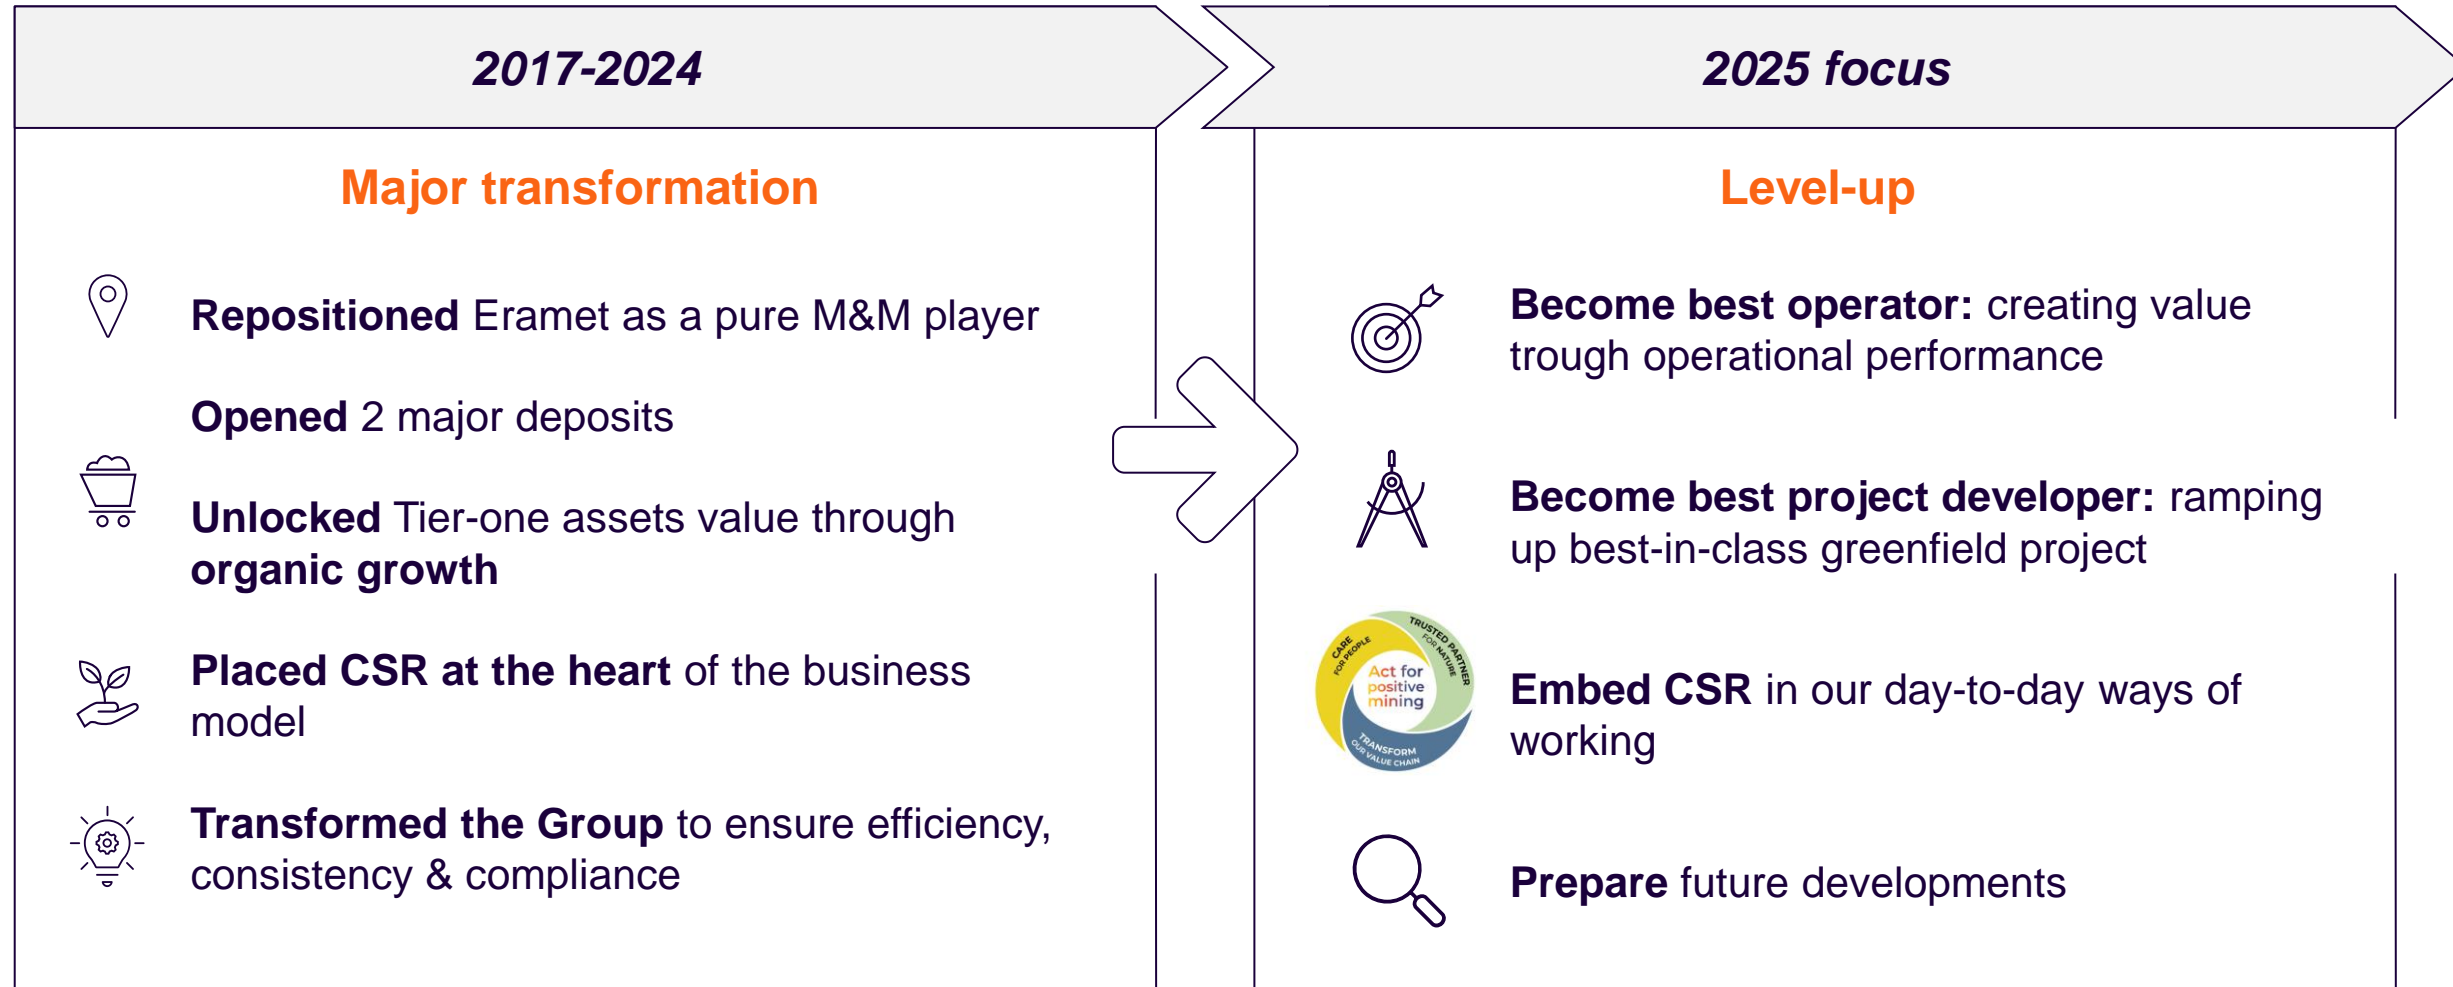 2017-2024
Major transformation
Repositioned Eramet as a pure M&M player
Opened 2 major deposits
Unlocked Tier-one assets value through
organic growth
Placed CSR at the heart of the business
model
Transformed the Group to ensure efficiency,
consistency & compliance
2025 focus
Level-up
Become best operator: creating value
trough operational performance
Become best project developer: ramping
up best-in-class greenfield project
CARE
FOR PEOPLE
TRUSTED PARTNER
FOR NATURE
Act for
positive
mining
TRANSFORM
OUR VALUE CHAIN
Embed CSR in our day-to-day ways of
working
Prepare future developments